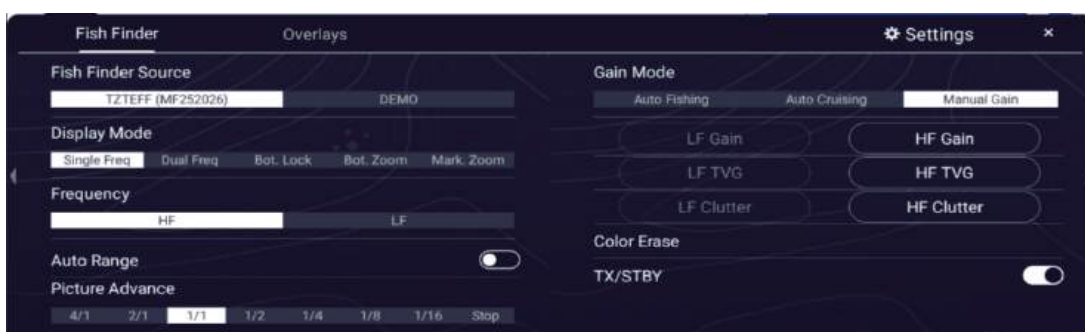 Fish Finder Overlays Settings ×
Fish Finder Source
TZTEFF (MF252026) DEMO
Display Mode
Single Freq Dual Freq Bot. Lock Bot. Zoom Mark. Zoom
Frequency
HF LF
Auto Range
Picture Advance
4/1 2/1 1/1 1/2 1/4 1/8 1/16 Stop
Gain Mode
Auto Fishing Auto Cruising Manual Gain
LF Gain HF Gain
LF TVG HF TVG
LF Clutter HF Clutter
Color Erase
TX/STBY